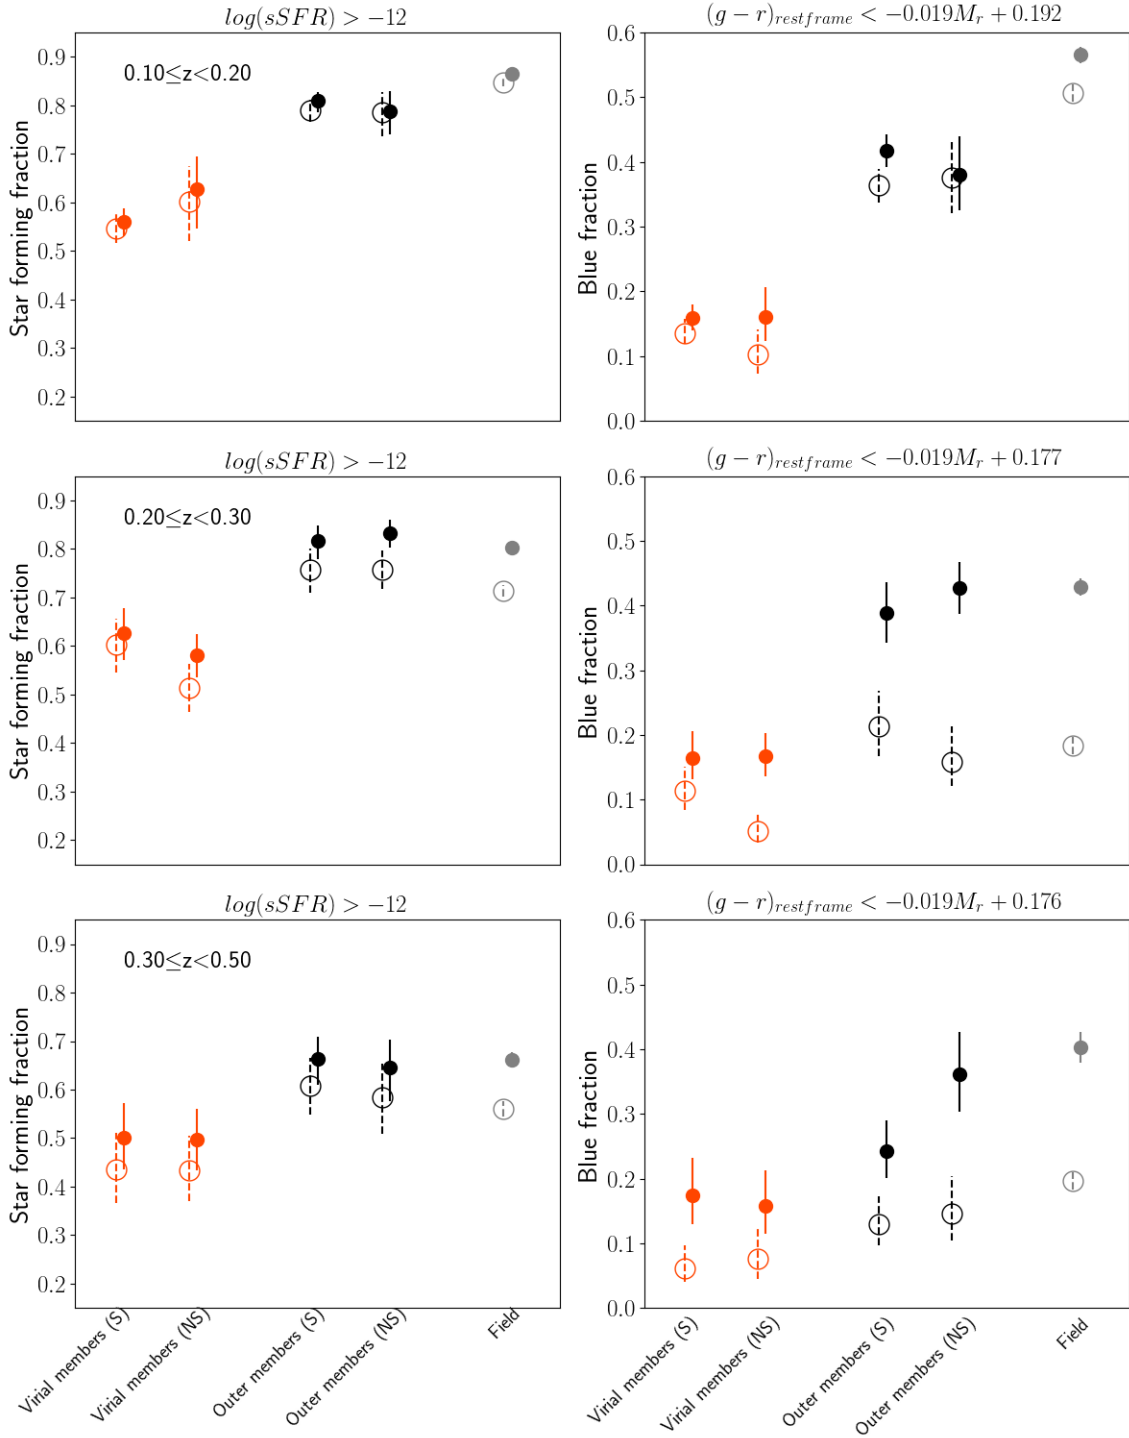 log(sSFR) > −12
0.10≤z<0.20
Star forming fraction
0.9
0.8
0.7
0.6
0.5
0.4
0.3
0.2
(g − r)restframe < −0.019Mr + 0.192
Blue fraction
0.6
0.5
0.4
0.3
0.2
0.1
0.0
log(sSFR) > −12
0.20≤z<0.30
Star forming fraction
0.9
0.8
0.7
0.6
0.5
0.4
0.3
0.2
(g − r)restframe < −0.019Mr + 0.177
Blue fraction
0.6
0.5
0.4
0.3
0.2
0.1
0.0
log(sSFR) > −12
0.30≤z<0.50
Star forming fraction
0.9
0.8
0.7
0.6
0.5
0.4
0.3
0.2
Virial members (S)
Virial members (NS)
Outer members (S)
Outer members (NS)
Field
(g − r)restframe < −0.019Mr + 0.176
Blue fraction
0.6
0.5
0.4
0.3
0.2
0.1
0.0
Virial members (S)
Virial members (NS)
Outer members (S)
Outer members (NS)
Field